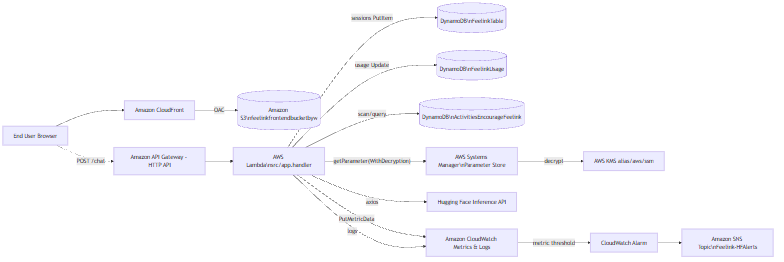 sessions PutItem
DynamoDB\nFeelinkTable
usage Update
DynamoDB\nFeelinkUsage
Amazon CloudFront
OAC
Amazon
S3\nfeelinkfrontendbucketbyw
scan/query
DynamoDB\nActivitiesEncourageFeelink
End User Browser
POST /chat
Amazon API Gateway –
HTTP API
AWS
Lambda\nsrc/app.handler
getParameter(WithDecryption)
AWS Systems
Manager\nParameter Store
decrypt
AWS KMS alias/aws/ssm
axios
Hugging Face Inference API
PutMetricData
logs
Amazon CloudWatch
Metrics & Logs
metric threshold
CloudWatch Alarm
Amazon SNS
Topic\nFeelink-HFAlerts